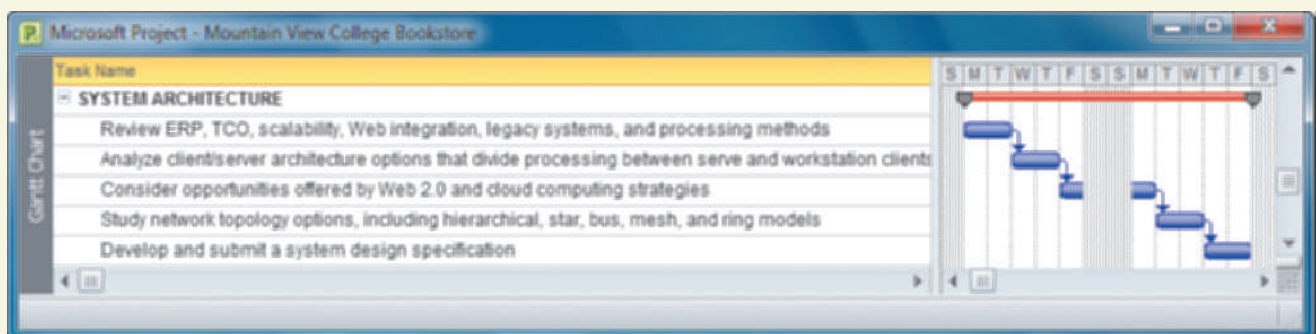 Microsoft Project - Mountain View College Bookstore
Task Name
S M T W T F S S M T W T F S
SYSTEM ARCHITECTURE
Review ERP, TCO, scalability, Web integration, legacy systems, and processing methods
Analyze client/server architecture options that divide processing between serve and workstation clients
Consider opportunities offered by Web 2.0 and cloud computing strategies
Study network topology options, including hierarchical, star, bus, mesh, and ring models
Develop and submit a system design specification
Gantt Chart